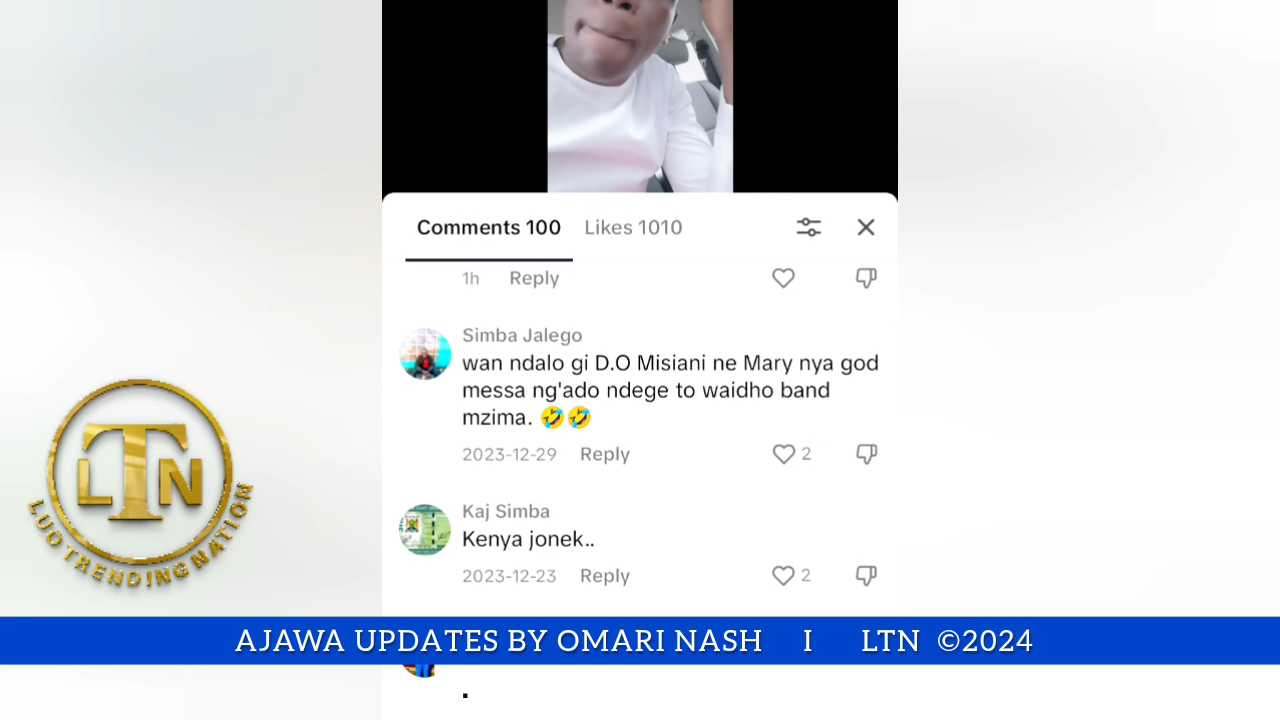 Comments 100 Likes 1010
1h Reply
Simba Jalego
wan ndalo gi D.O Misiani ne Mary nya god
messa ng'ado ndege to waidho band
mzima. 🤣🤣
2023-12-29 Reply 2
Kaj Simba
Kenya jonek..
2023-12-23 Reply 2
LTN
LUO TRENDING NATION
AJAWA UPDATES BY OMARI NASH I LTN ©2024
.